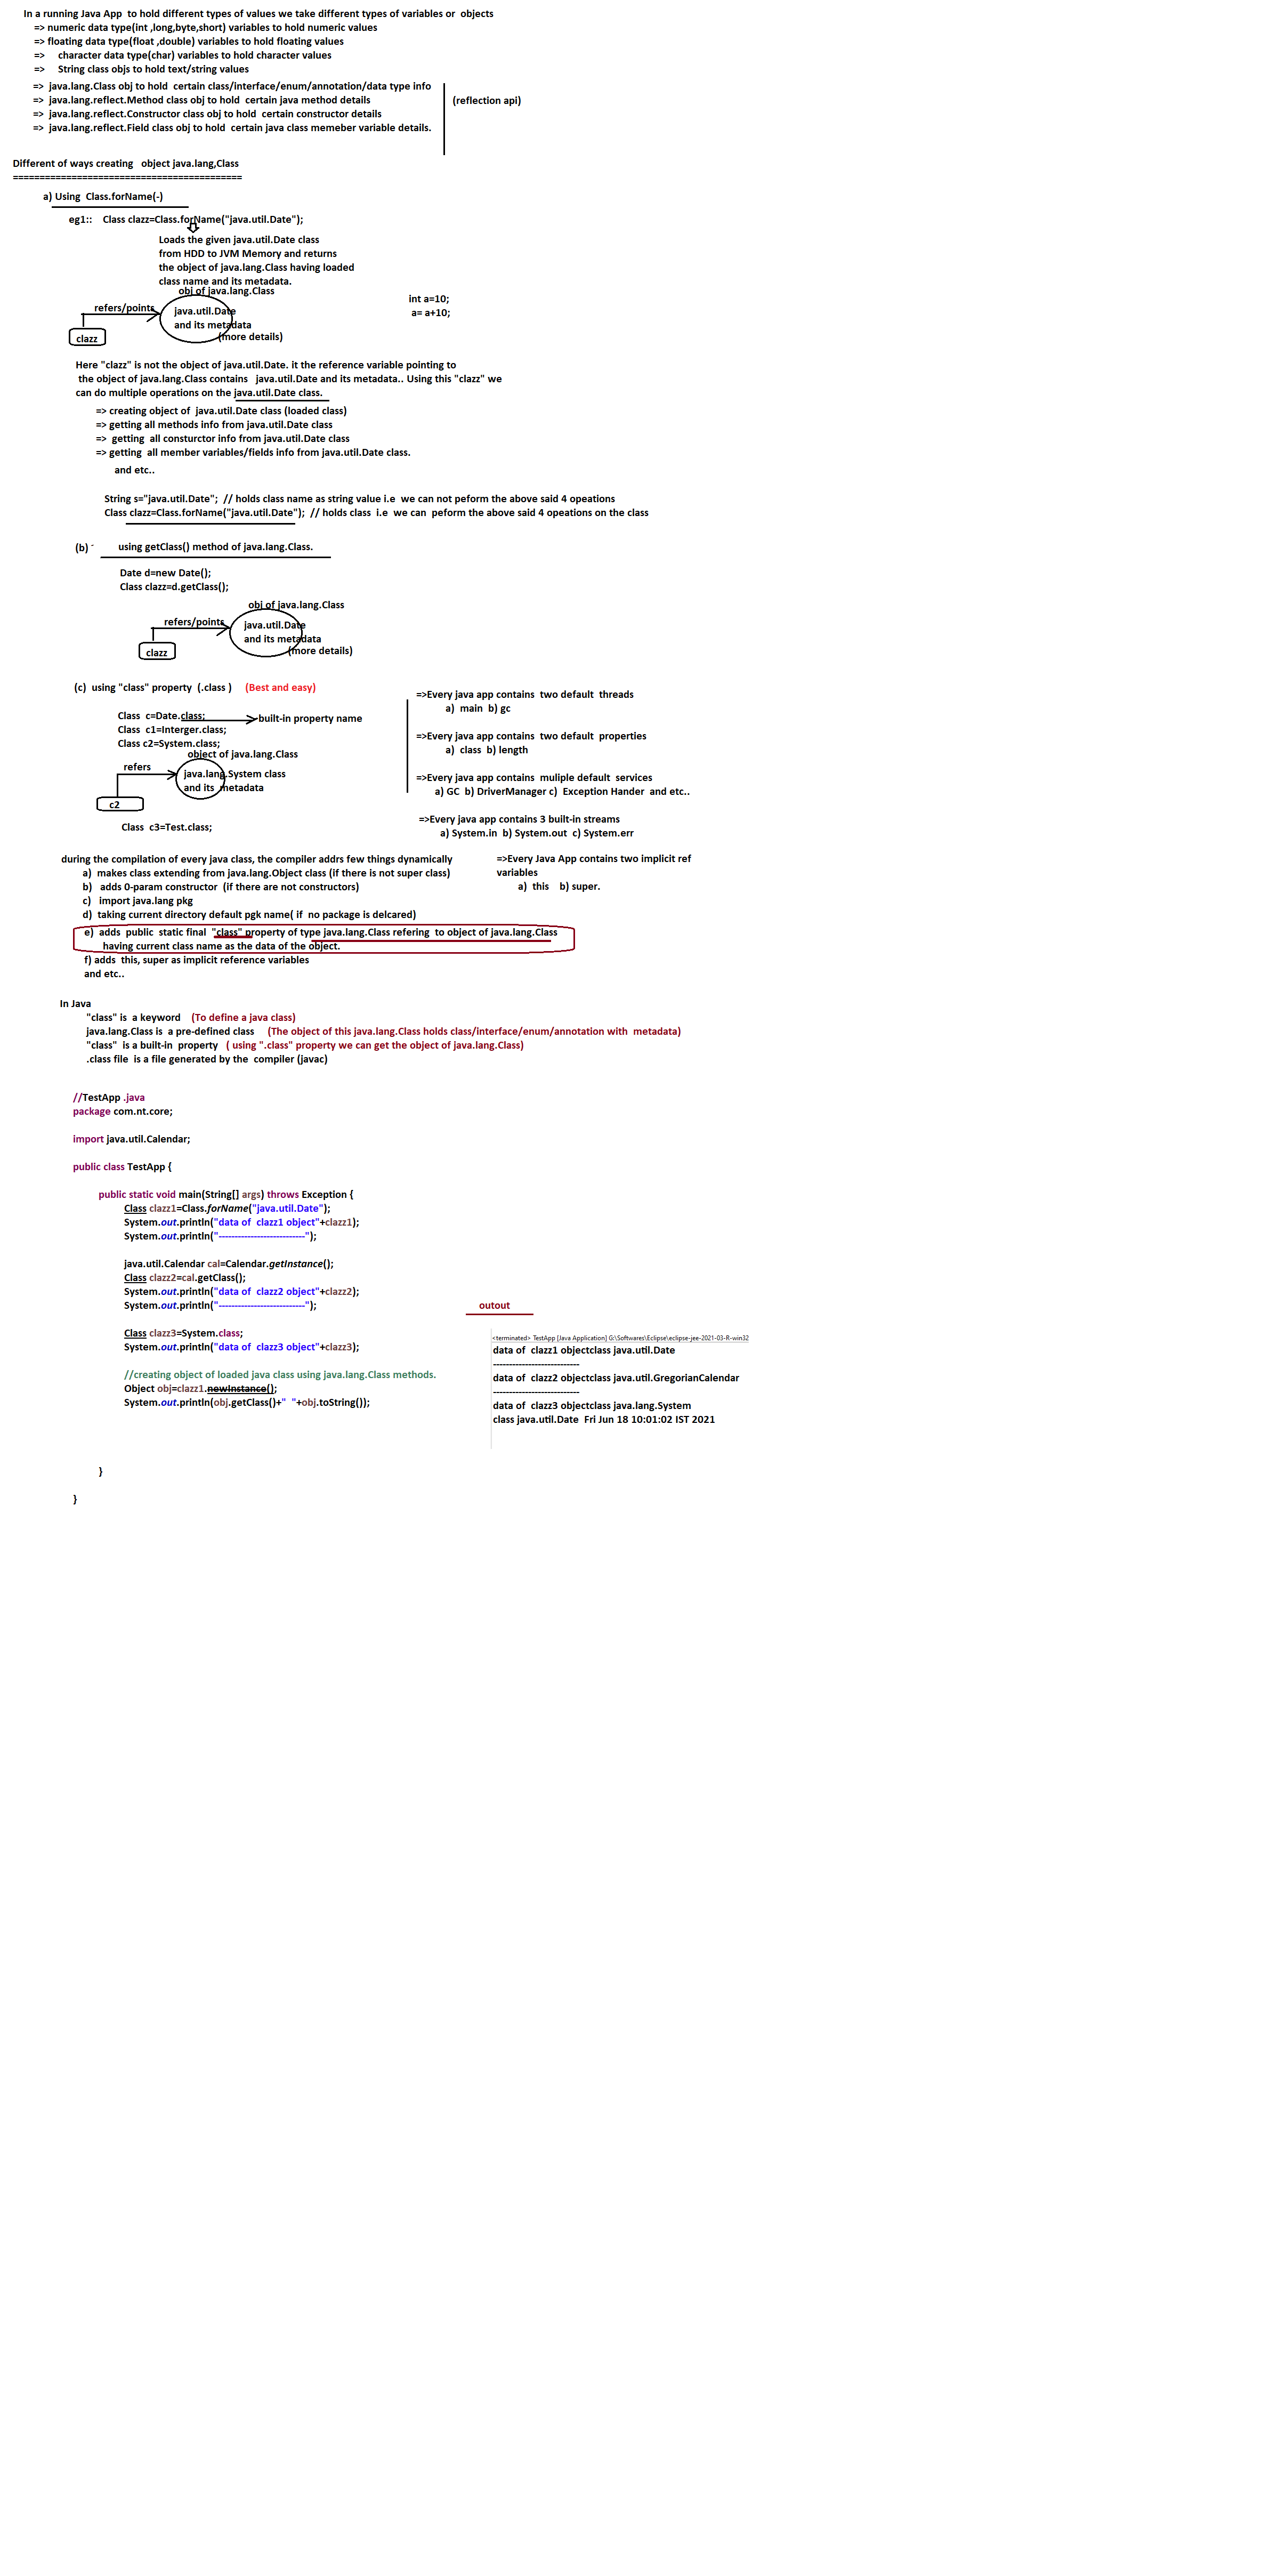 In a running Java App  to hold different types of values we take different types of variables or  objects
=> numeric data type(int ,long,byte,short) variables to hold numeric values
=> floating data type(float ,double) variables to hold floating values
=>     character data type(char) variables to hold character values
=>     String class objs to hold text/string values
=>  java.lang.Class obj to hold  certain class/interface/enum/annotation/data type info
=>  java.lang.reflect.Method class obj to hold  certain java method details
(reflection api)
=>  java.lang.reflect.Constructor class obj to hold  certain constructor details
=>  java.lang.reflect.Field class obj to hold  certain java class memeber variable details.
Different of ways creating   object java.lang,Class
===========================================
a) Using  Class.forName(-)
eg1::    Class clazz=Class.forName("java.util.Date");
Loads the given java.util.Date class
from HDD to JVM Memory and returns
the object of java.lang.Class having loaded
class name and its metadata.
obj of java.lang.Class
refers/points
java.util.Date
and its metadata
(more details)
clazz
int a=10;
a= a+10;
Here "clazz" is not the object of java.util.Date. it the reference variable pointing to
the object of java.lang.Class contains   java.util.Date and its metadata.. Using this "clazz" we
can do multiple operations on the java.util.Date class.
=> creating object of  java.util.Date class (loaded class)
=> getting all methods info from java.util.Date class
=>  getting  all consturctor info from java.util.Date class
=> getting  all member variables/fields info from java.util.Date class.
and etc..
String s="java.util.Date";  // holds class name as string value i.e  we can not peform the above said 4 opeations
Class clazz=Class.forName("java.util.Date");  // holds class  i.e  we can  peform the above said 4 opeations on the class
(b) -        using getClass() method of java.lang.Class.
Date d=new Date();
Class clazz=d.getClass();
obj of java.lang.Class
refers/points
java.util.Date
and its metadata
(more details)
clazz
(c)  using "class" property  (.class )     (Best and easy)
Class  c=Date.class;
built-in property name
Class  c1=Interger.class;
Class c2=System.class;
object of java.lang.Class
refers
java.lang.System class
and its  metadata
c2
Class  c3=Test.class;
=>Every java app contains  two default  threads
a)  main  b) gc
=>Every java app contains  two default  properties
a)  class  b) length
=>Every java app contains  muliple default  services
a) GC  b) DriverManager c)  Exception Hander  and etc..
=>Every java app contains 3 built-in streams
a) System.in  b) System.out  c) System.err
=>Every Java App contains two implicit ref
variables
a)  this    b) super.
during the compilation of every java class, the compiler addrs few things dynamically
a)  makes class extending from java.lang.Object class (if there is not super class)
b)   adds 0-param constructor  (if there are not constructors)
c)   import java.lang pkg
d)  taking current directory default pgk name( if  no package is delcared)
e)  adds  public  static final  "class" property of type java.lang.Class refering  to object of java.lang.Class
having current class name as the data of the object.
f) adds  this, super as implicit reference variables
and etc..
In Java
"class" is  a keyword    (To define a java class)
java.lang.Class is  a pre-defined class     (The object of this java.lang.Class holds class/interface/enum/annotation with  metadata)
"class"  is a built-in  property   ( using ".class" property we can get the object of java.lang.Class)
.class file  is a file generated by the  compiler (javac)
//TestApp .java
package com.nt.core;
import java.util.Calendar;
public class TestApp {
public static void main(String[] args) throws Exception {
Class clazz1=Class.forName("java.util.Date");
System.out.println("data of  clazz1 object"+clazz1);
System.out.println("---------------------------");
java.util.Calendar cal=Calendar.getInstance();
Class clazz2=cal.getClass();
System.out.println("data of  clazz2 object"+clazz2);
System.out.println("---------------------------");
Class clazz3=System.class;
System.out.println("data of  clazz3 object"+clazz3);
//creating object of loaded java class using java.lang.Class methods.
Object obj=clazz1.newInstance();
System.out.println(obj.getClass()+"  "+obj.toString());
}
}
outout
<terminated> TestApp [Java Application] G:\Softwares\Eclipse\eclipse-jee-2021-03-R-win32
data of  clazz1 objectclass java.util.Date
---------------------------
data of  clazz2 objectclass java.util.GregorianCalendar
---------------------------
data of  clazz3 objectclass java.lang.System
class java.util.Date  Fri Jun 18 10:01:02 IST 2021